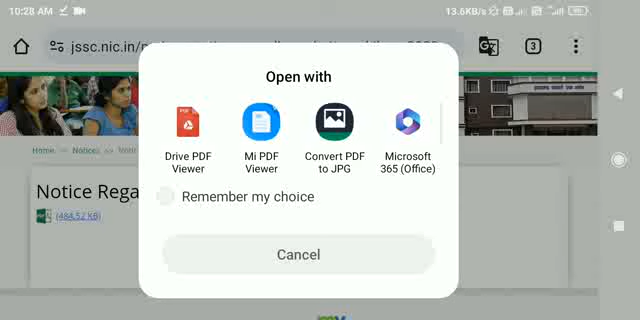 10:28 AM
13.6KB/s
jssc.nic.in/
3
Open with
Drive PDF Viewer
Mi PDF Viewer
Convert PDF to JPG
Microsoft 365 (Office)
Home
Notices
Notice Rega
(484.52 KB)
Remember my choice
Cancel